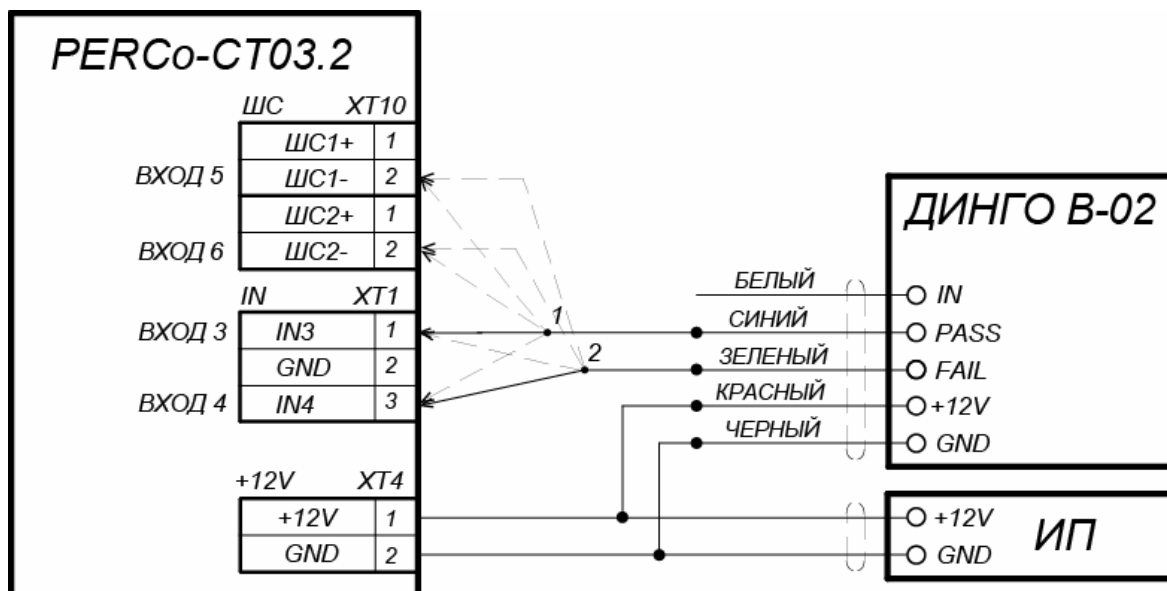 PERCo-CT03.2
ШС XT10
ШС1+ 1
ВХОД 5 ШС1- 2
ШС2+ 1
ВХОД 6 ШС2- 2
IN XT1
ВХОД 3 IN3 1
GND 2
ВХОД 4 IN4 3
+12V XT4
+12V 1
GND 2
1
2
БЕЛЫЙ
СИНИЙ
ЗЕЛЕНЫЙ
КРАСНЫЙ
ЧЕРНЫЙ
ДИНГО В-02
IN
PASS
FAIL
+12V
GND
+12V
GND
ИП